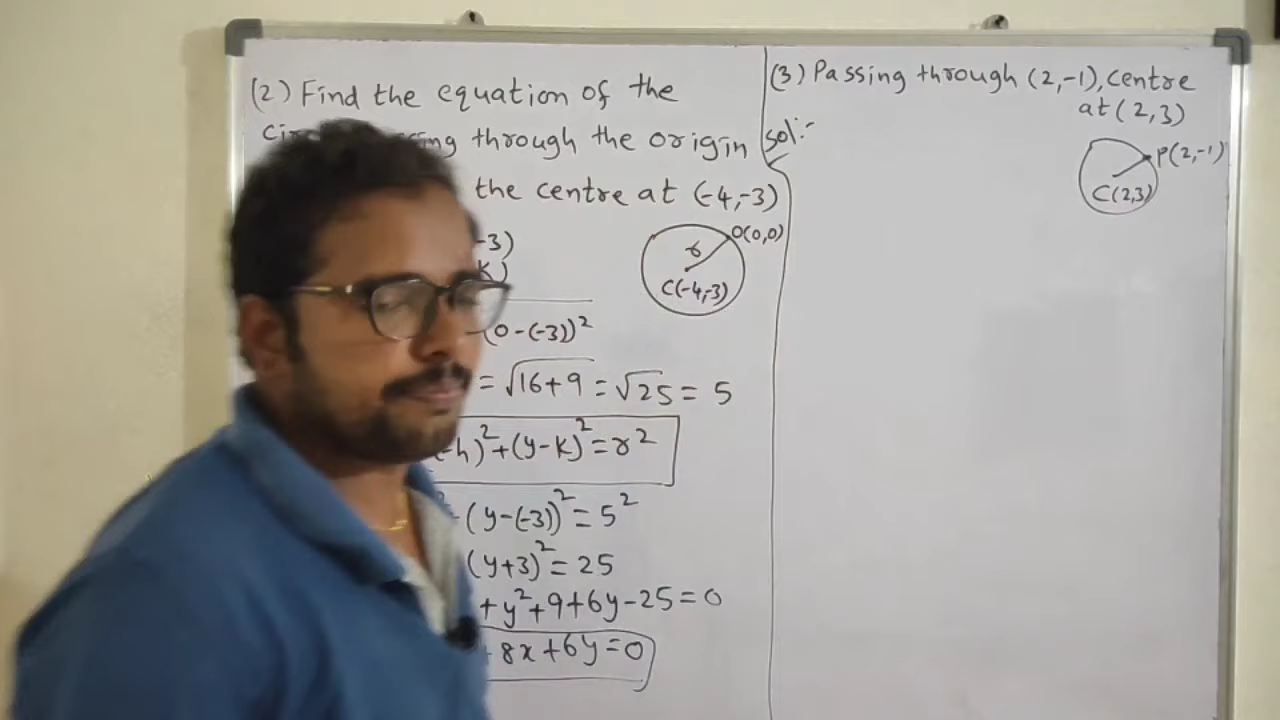 (2) Find the equation of the
through the origin
the centre at (-4,-3)
-3)
k)
O(0,0)
r
C(-4,-3)
(0-(-3))²
= √16+9 = √25 = 5
-h)²+(y-k)²=r²
(y-(-3))²=5²
(y+3)²=25
+y²+9+6y-25=0
8x+6y=0
(3) Passing through (2,-1), centre
at (2,3)
Sol:-
P(2,-1)
C(2,3)